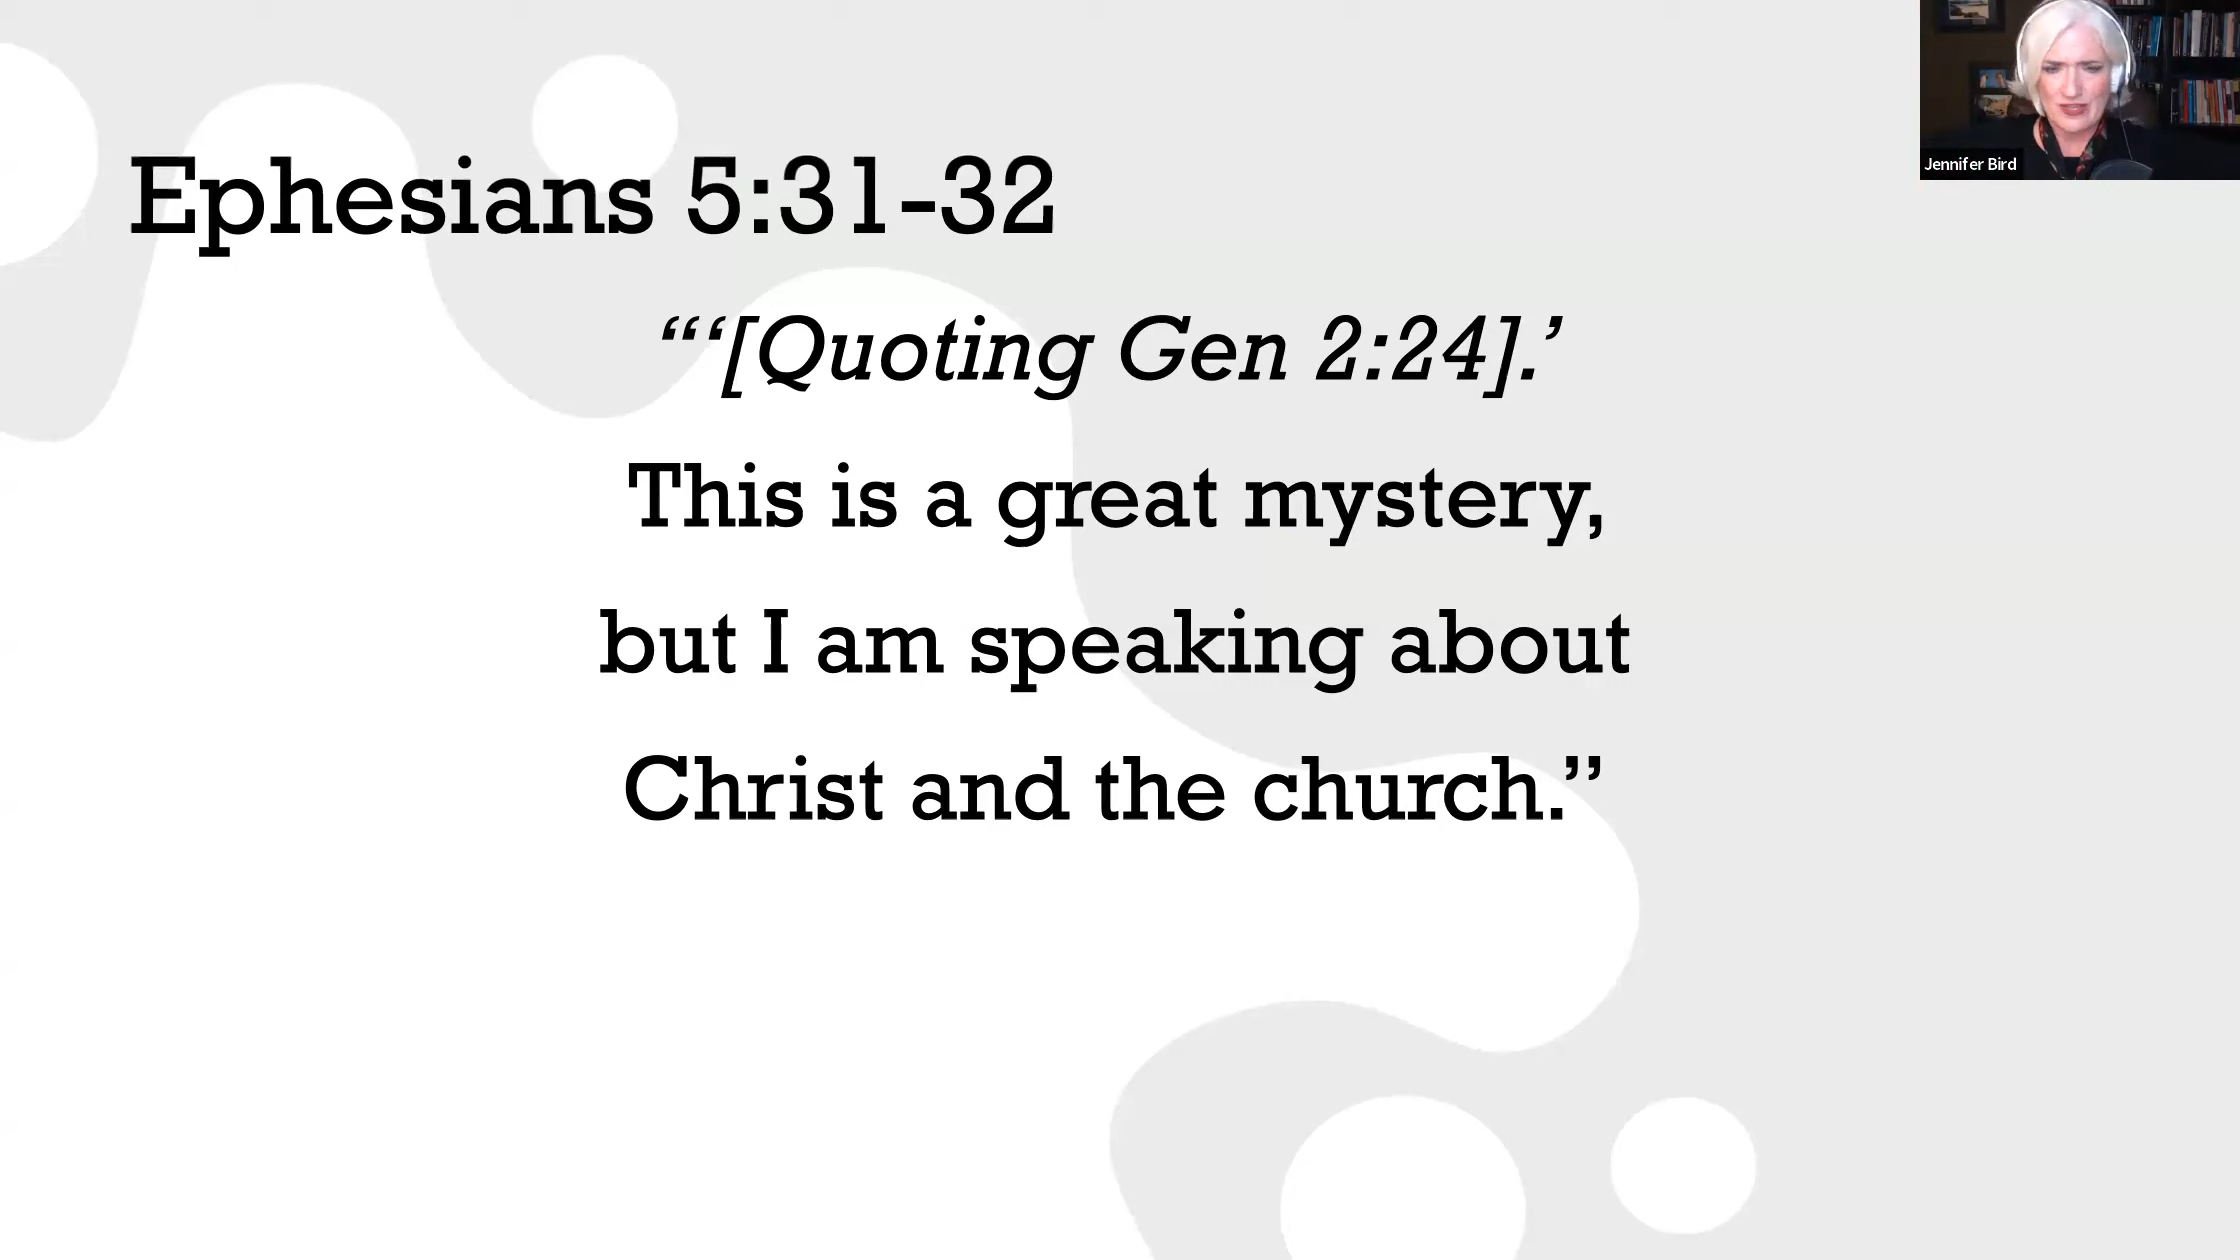 Ephesians 5:31-32
“‘[Quoting Gen 2:24].’
This is a great mystery,
but I am speaking about
Christ and the church.”
Jennifer Bird